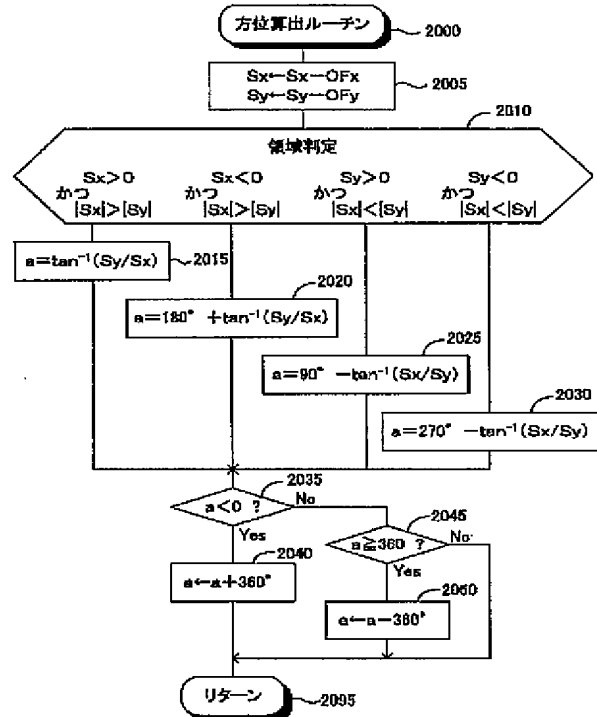 方位算出ルーチン
2000
Sx←Sx−OFx
Sy←Sy−OFy
2005
2010
領域判定
Sx>0
かつ
|Sx|>|Sy|
Sx<0
かつ
|Sx|>|Sy|
Sy>0
かつ
|Sx|<|Sy|
Sy<0
かつ
|Sx|<|Sy|
a=tan⁻¹(Sy/Sx)
2015
2020
a=180° +tan⁻¹(Sy/Sx)
2025
a=90° −tan⁻¹(Sx/Sy)
2030
a=270° −tan⁻¹(Sx/Sy)
2035
a<0 ?
No
Yes
2045
a≧360 ?
No
Yes
2040
a←a+360°
2050
a←a−360°
リターン
2095